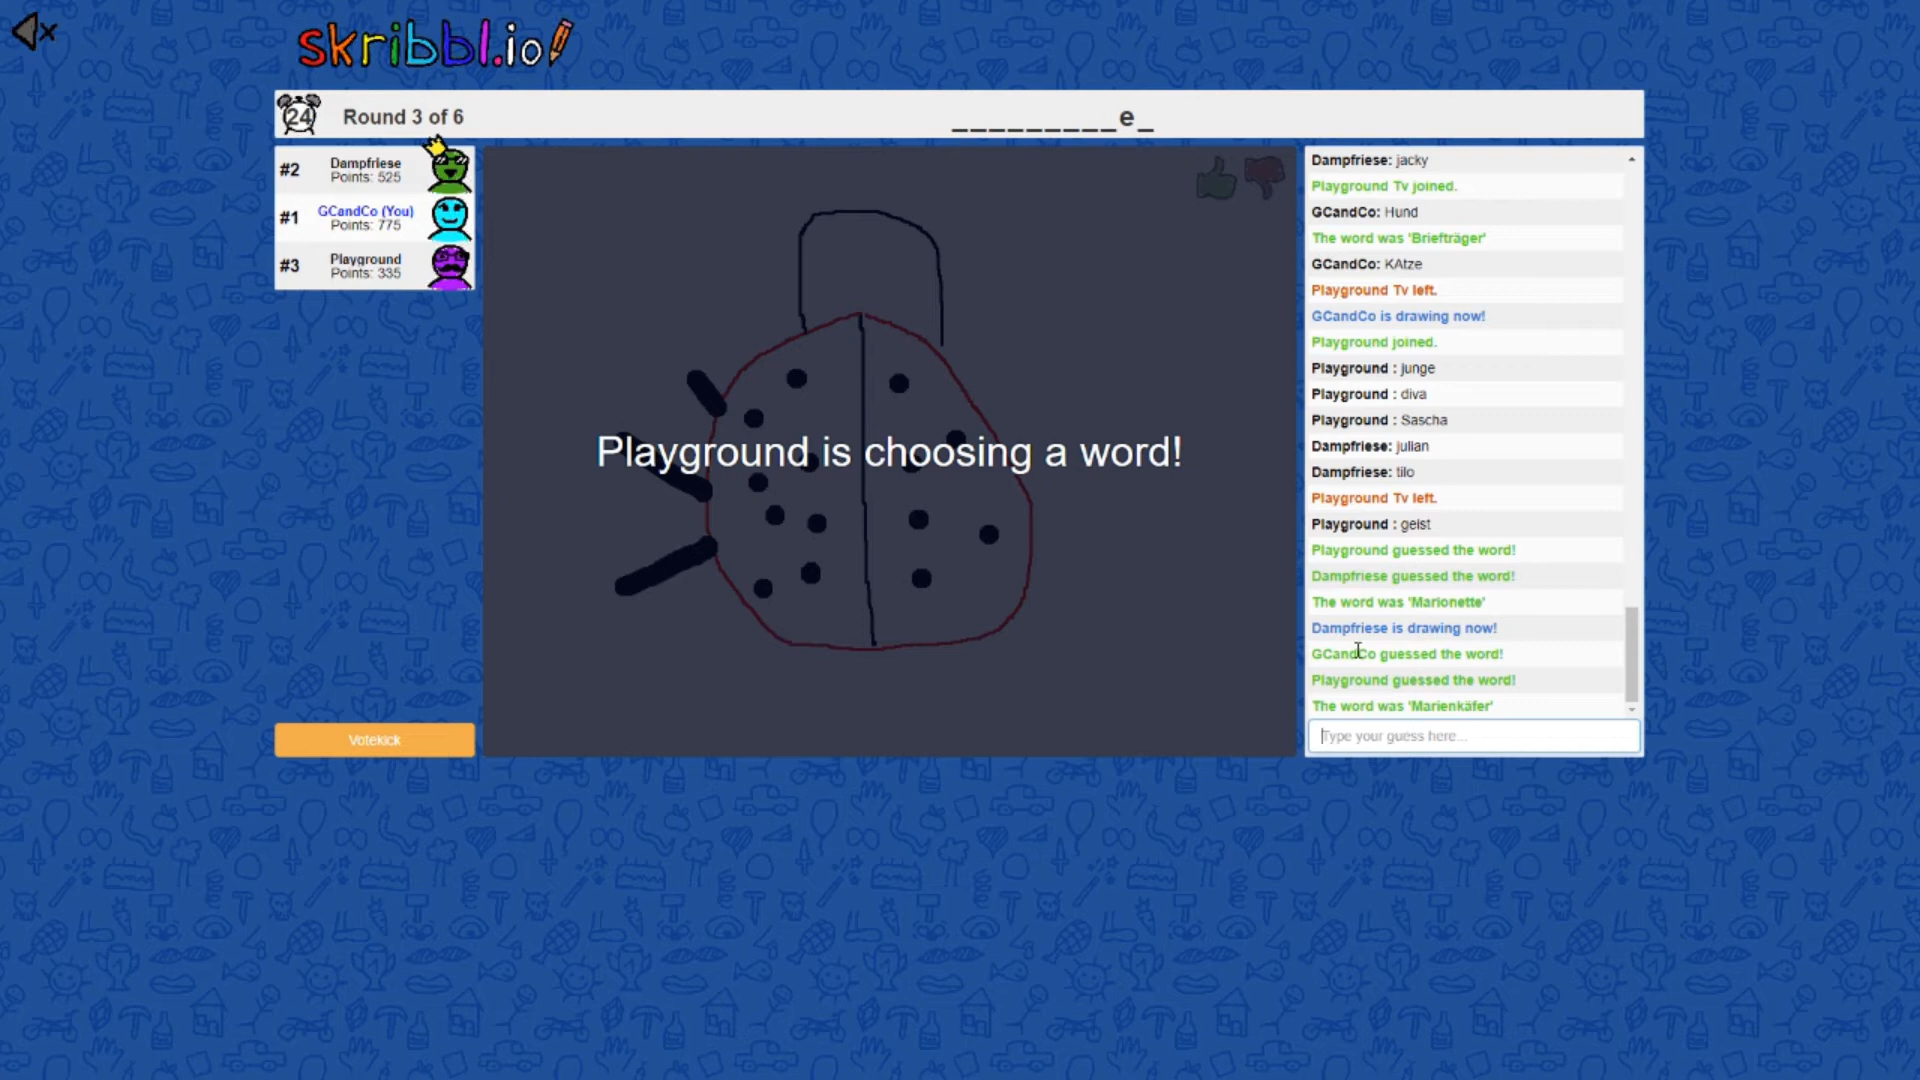 skribbl.io
24
Round 3 of 6
_________e_
#2
Dampfriese
Points: 525
#1
GCandCo (You)
Points: 775
#3
Playground
Points: 335
Votekick
Playground is choosing a word!
Dampfriese: jacky
Playground Tv joined.
GCandCo: Hund
The word was 'Briefträger'
GCandCo: KAtze
Playground Tv left.
GCandCo is drawing now!
Playground joined.
Playground : junge
Playground : diva
Playground : Sascha
Dampfriese: julian
Dampfriese: tilo
Playground Tv left.
Playground : geist
Playground guessed the word!
Dampfriese guessed the word!
The word was 'Marionette'
Dampfriese is drawing now!
GCandCo guessed the word!
Playground guessed the word!
The word was 'Marienkäfer'
Type your guess here...